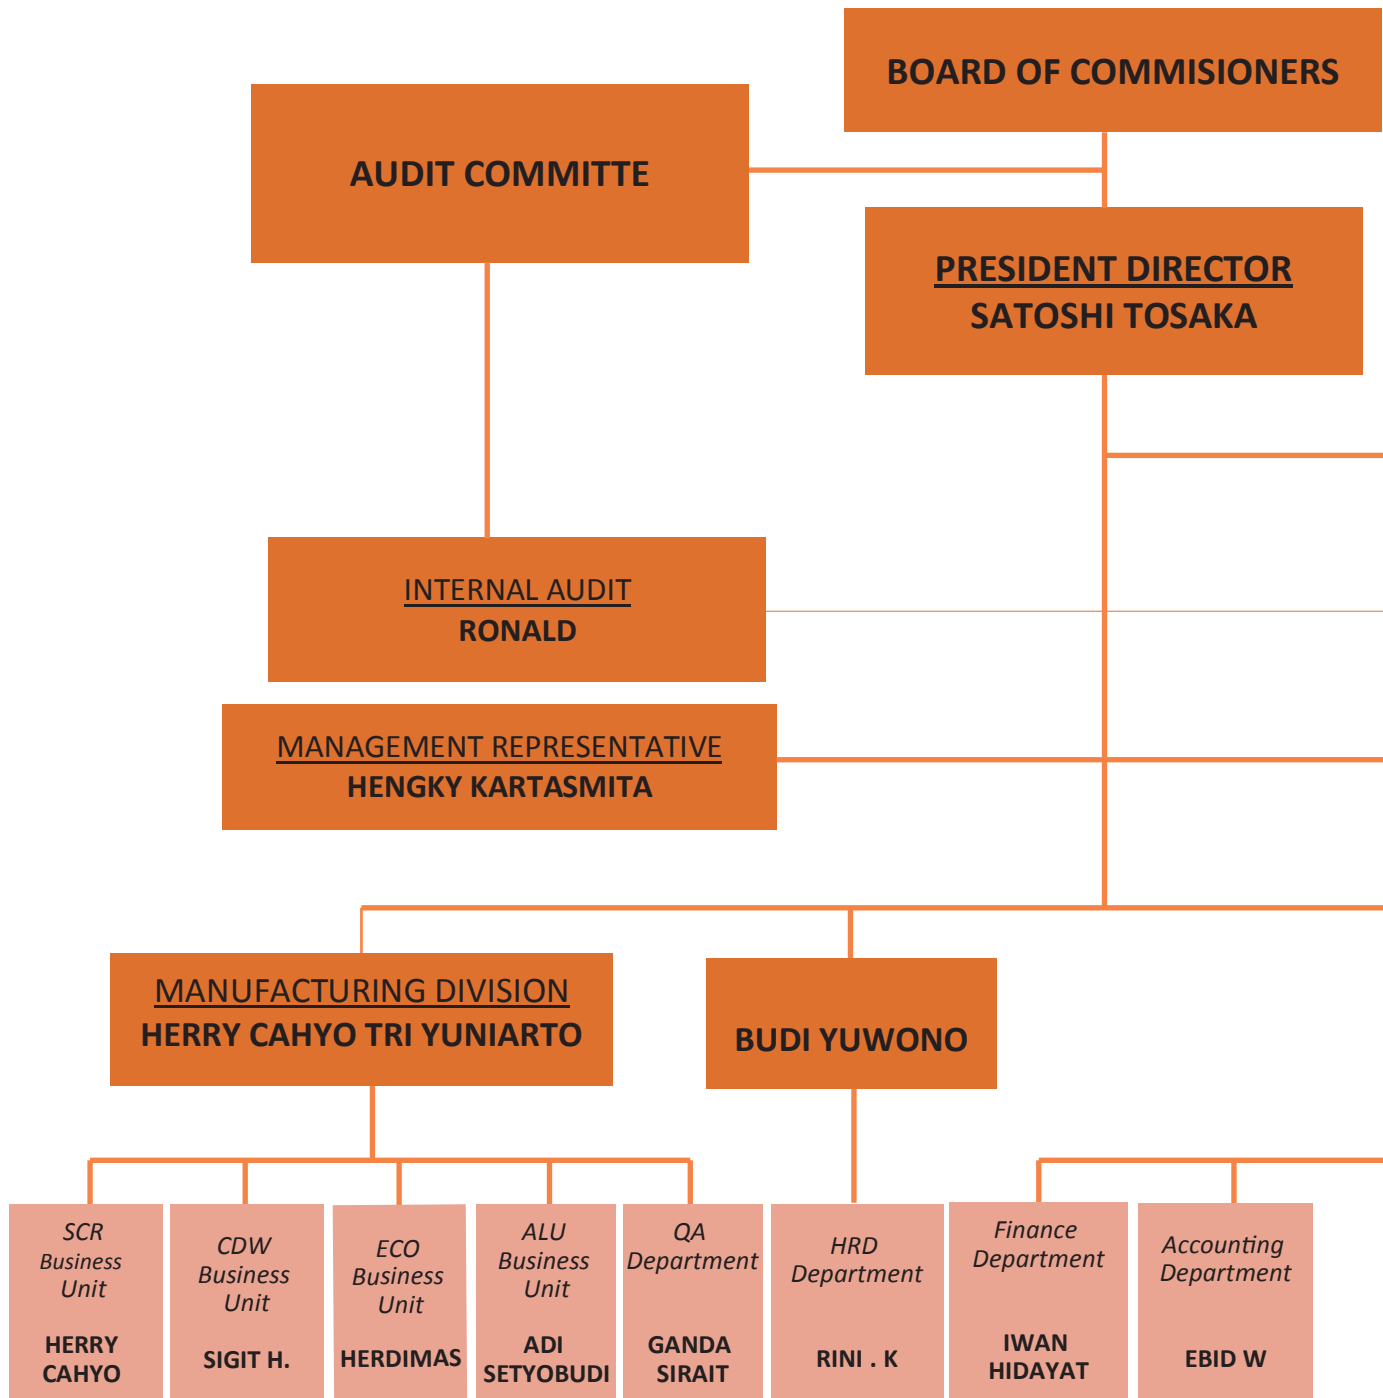 BOARD OF COMMISIONERS
AUDIT COMMITTE
PRESIDENT DIRECTOR
SATOSHI TOSAKA
INTERNAL AUDIT
RONALD
MANAGEMENT REPRESENTATIVE
HENGKY KARTASMITA
MANUFACTURING DIVISION
HERRY CAHYO TRI YUNIARTO
BUDI YUWONO
SCR
Business
Unit
HERRY
CAHYO
CDW
Business
Unit
SIGIT H.
ECO
Business
Unit
HERDIMAS
ALU
Business
Unit
ADI
SETYOBUDI
QA
Department
GANDA
SIRAIT
HRD
Department
RINI . K
Finance
Department
IWAN
HIDAYAT
Accounting
Department
EBID W